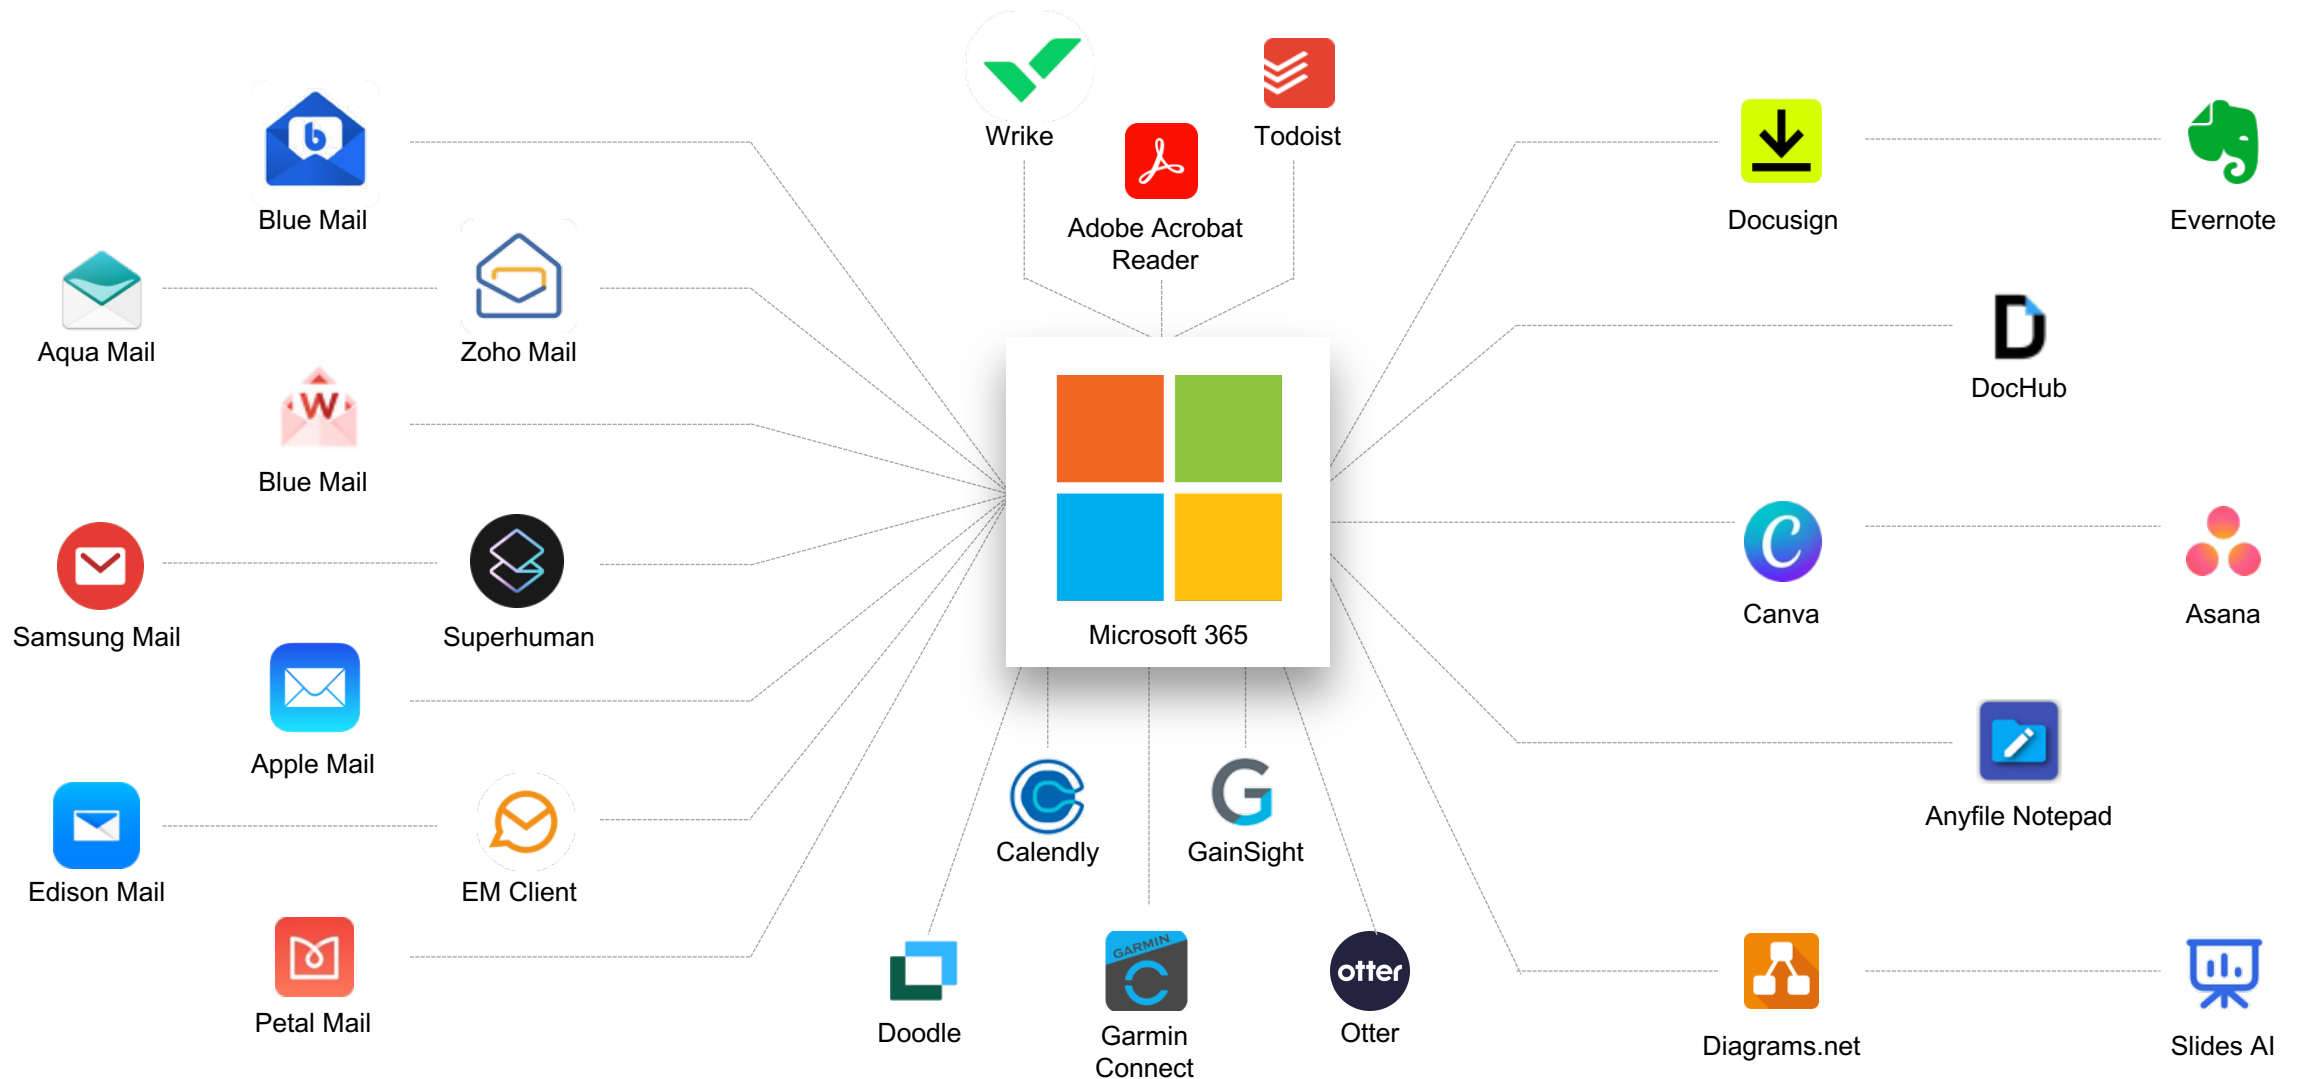 Wrike
Todoist
Adobe Acrobat
Reader
b
Blue Mail
Docusign
Evernote
Aqua Mail
Zoho Mail
DocHub
W
Blue Mail
Samsung Mail
Superhuman
Microsoft 365
Canva
Asana
Apple Mail
Anyfile Notepad
Calendly
GainSight
Edison Mail
EM Client
GARMIN
otter
Petal Mail
Doodle
Garmin
Connect
Otter
Diagrams.net
Slides AI